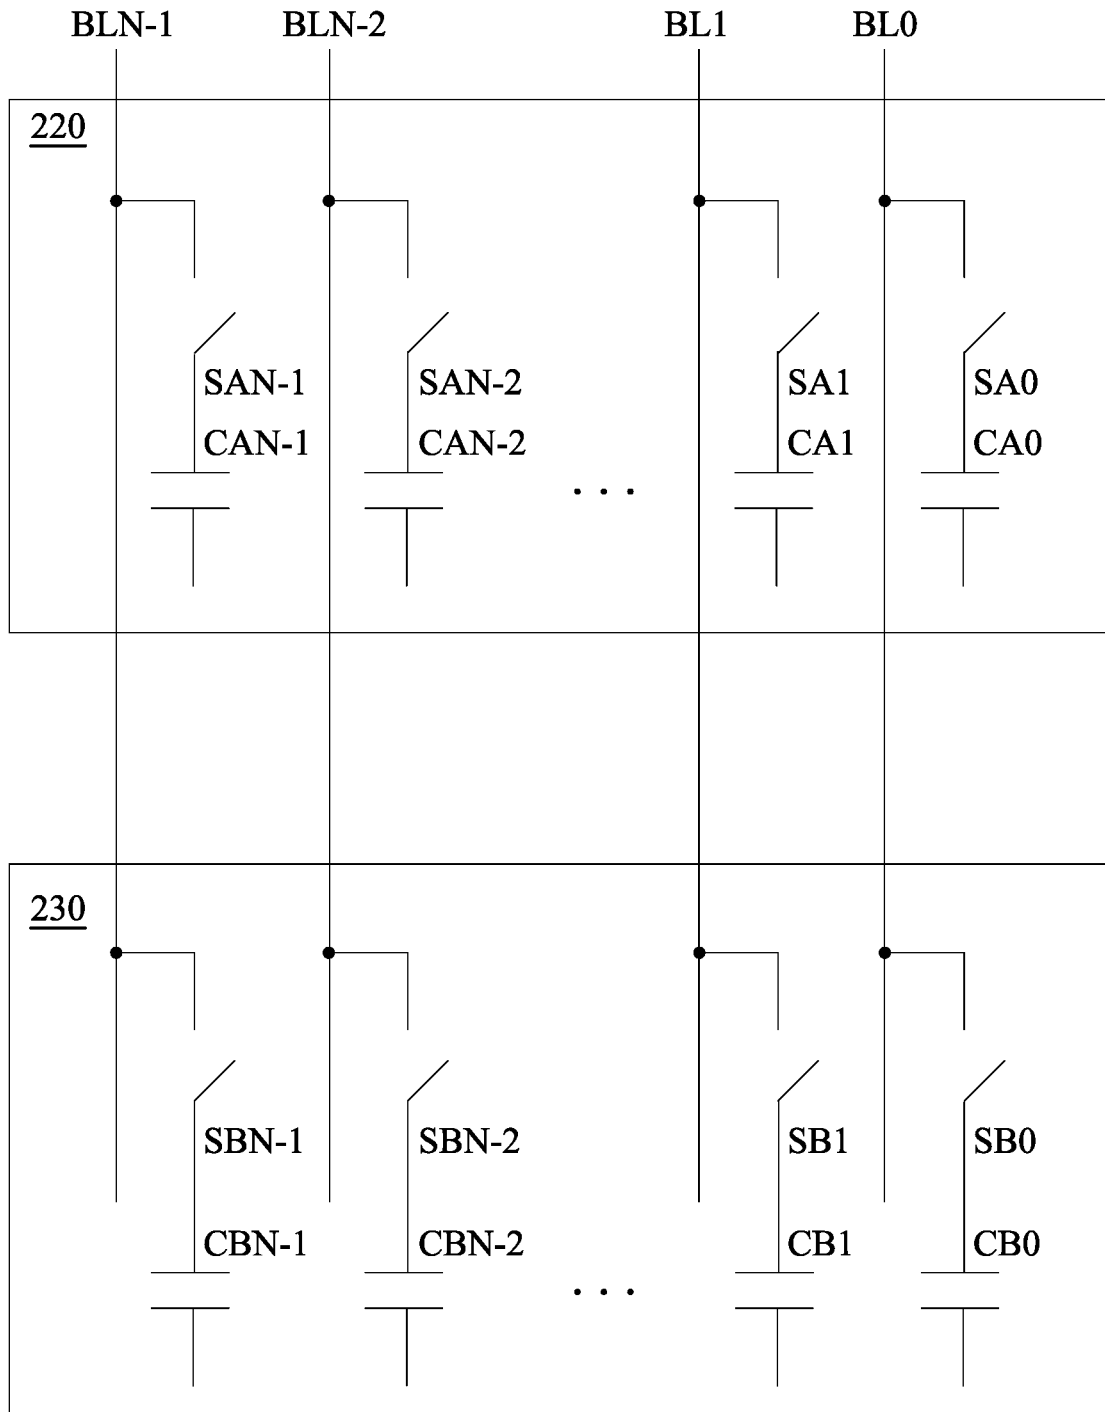 BLN-1 BLN-2 BL1 BL0
220
SAN-1 SAN-2 SA1 SA0
CAN-1 CAN-2 CA1 CA0
. . .
230
SBN-1 SBN-2 SB1 SB0
CBN-1 CBN-2 CB1 CB0
. . .